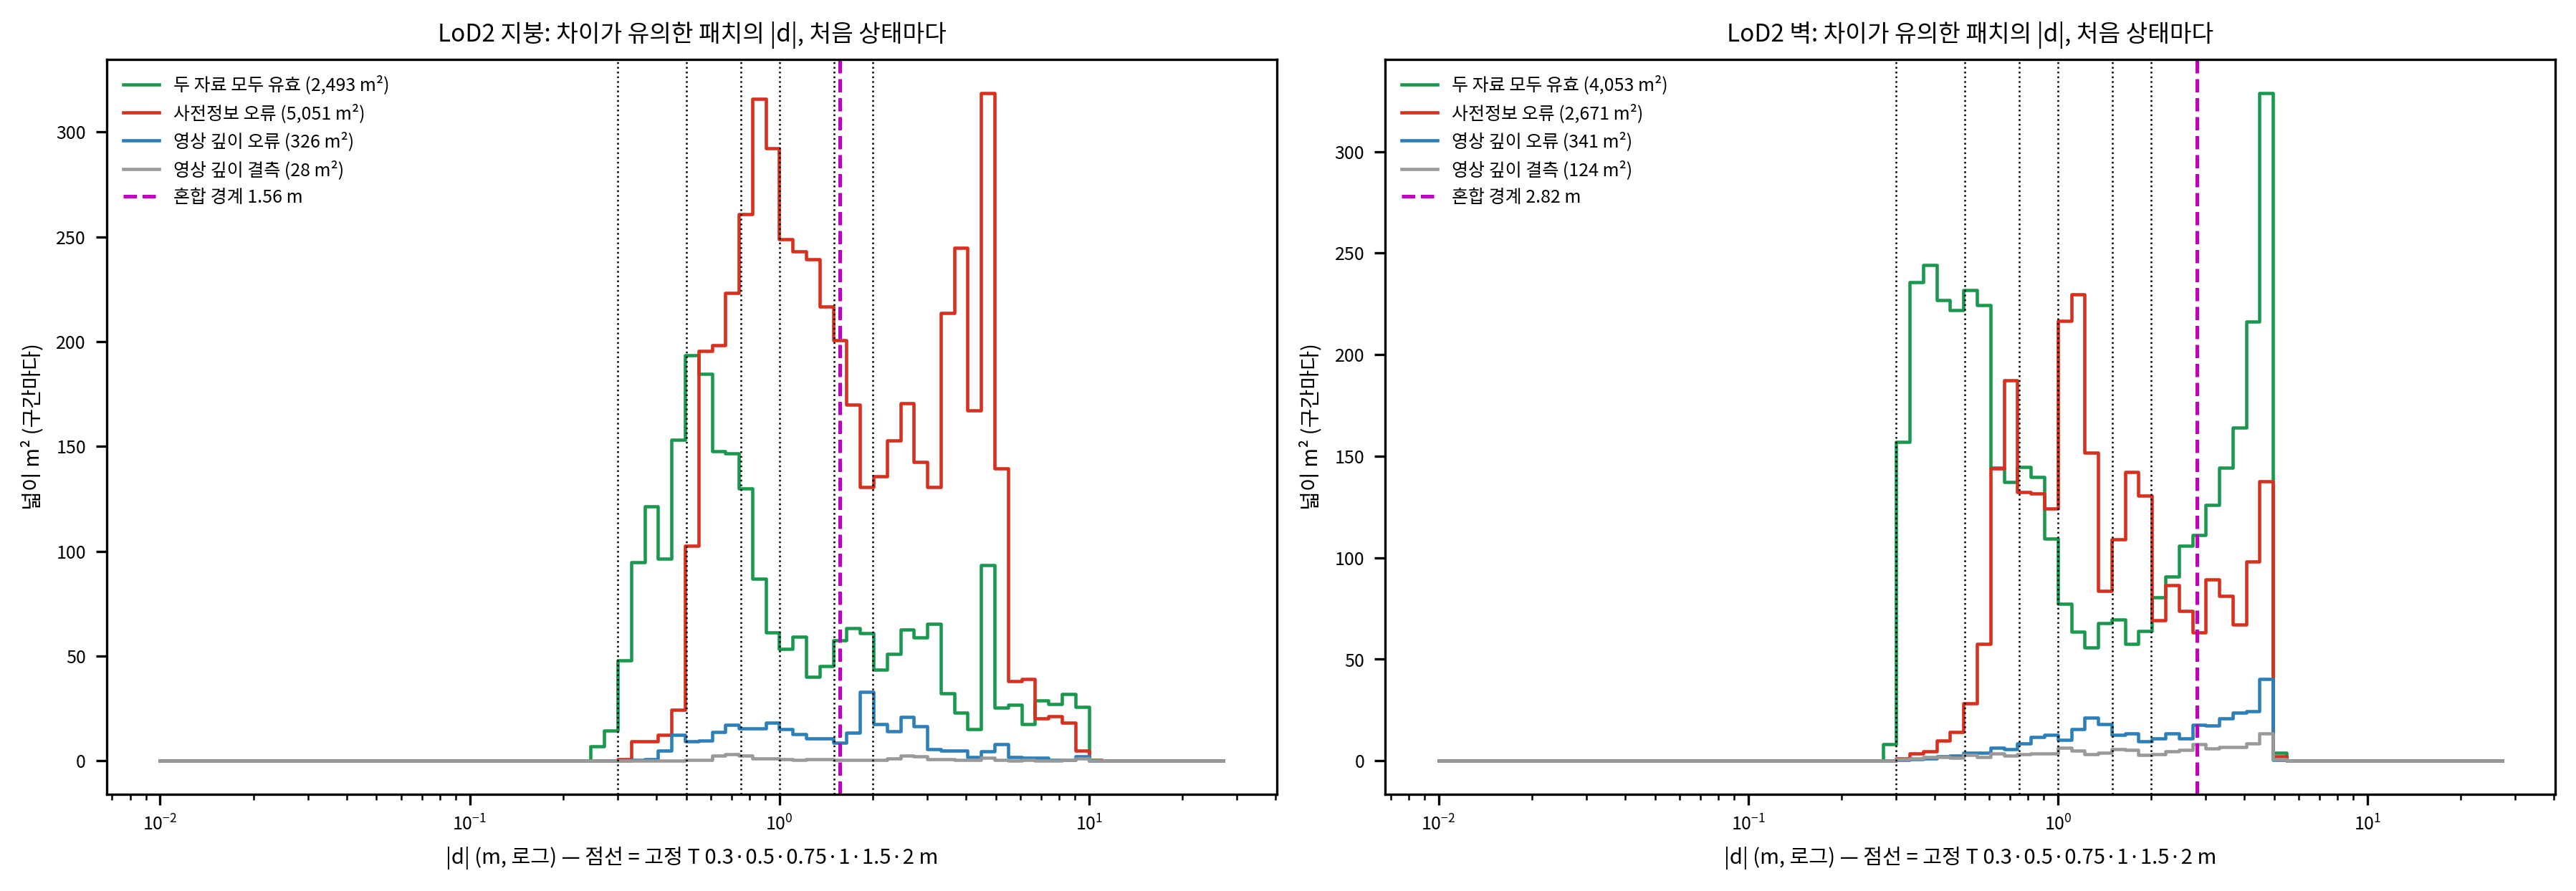 LoD2 지붕: 차이가 유의한 패치의 |d|, 처음 상태마다
두 자료 모두 유효 (2,493 m²)
사전정보 오류 (5,051 m²)
영상 깊이 오류 (326 m²)
영상 깊이 결측 (28 m²)
혼합 경계 1.56 m
넓이 m² (구간마다)
300
250
200
150
100
50
0
10⁻²
10⁻¹
10⁰
10¹
|d| (m, 로그) — 점선 = 고정 T 0.3·0.5·0.75·1·1.5·2 m
LoD2 벽: 차이가 유의한 패치의 |d|, 처음 상태마다
두 자료 모두 유효 (4,053 m²)
사전정보 오류 (2,671 m²)
영상 깊이 오류 (341 m²)
영상 깊이 결측 (124 m²)
혼합 경계 2.82 m
넓이 m² (구간마다)
300
250
200
150
100
50
0
10⁻²
10⁻¹
10⁰
10¹
|d| (m, 로그) — 점선 = 고정 T 0.3·0.5·0.75·1·1.5·2 m